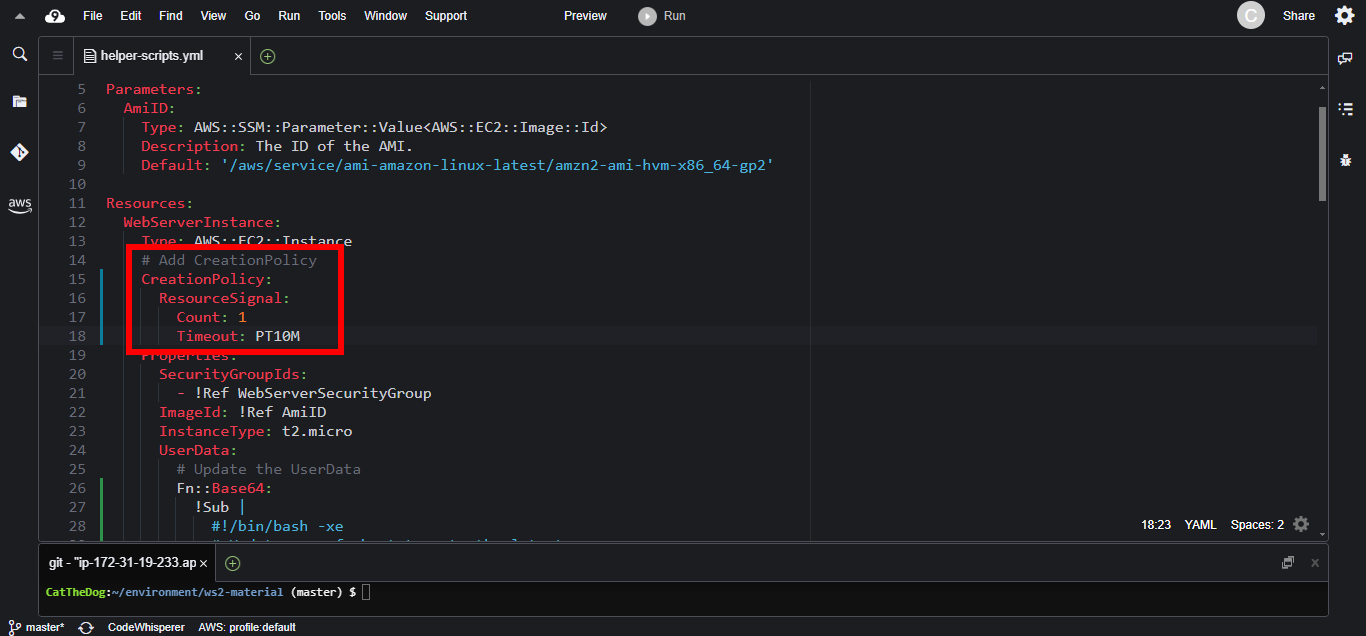 File Edit Find View Go Run Tools Window Support Preview Run C Share
helper-scripts.yml ×
5 Parameters:
6 AmiID:
7 Type: AWS::SSM::Parameter::Value<AWS::EC2::Image::Id>
8 Description: The ID of the AMI.
9 Default: '/aws/service/ami-amazon-linux-latest/amzn2-ami-hvm-x86_64-gp2'
10
11 Resources:
12 WebServerInstance:
13 Type: AWS::EC2::Instance
14 # Add CreationPolicy
15 CreationPolicy:
16 ResourceSignal:
17 Count: 1
18 Timeout: PT10M
19 Properties:
20 SecurityGroupIds:
21 - !Ref WebServerSecurityGroup
22 ImageId: !Ref AmiID
23 InstanceType: t2.micro
24 UserData:
25 # Update the UserData
26 Fn::Base64:
27 !Sub |
28 #!/bin/bash -xe
aws
18:23 YAML Spaces: 2
git - "ip-172-31-19-233.ap ×
CatTheDog:~/environment/ws2-material (master) $
master* CodeWhisperer AWS: profile:default